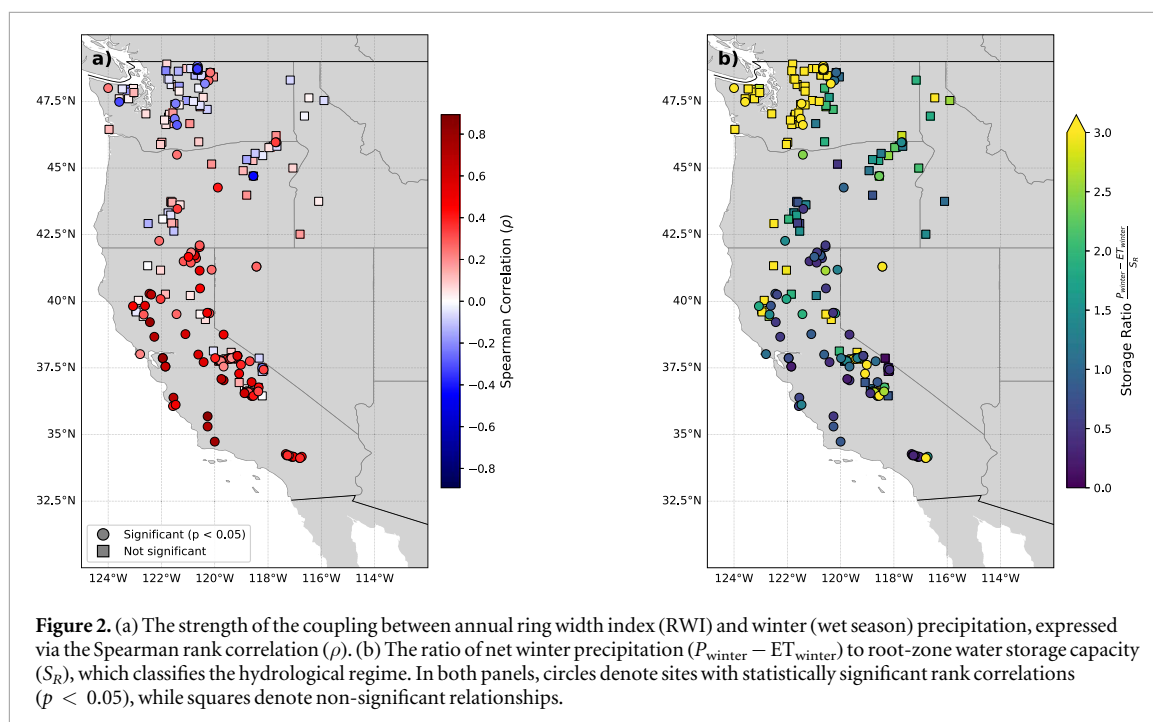 a)
47.5°N
45°N
42.5°N
40°N
37.5°N
35°N
32.5°N
Significant (p < 0.05)
Not significant
124°W 122°W 120°W 118°W 116°W 114°W
0.8
0.6
0.4
0.2
0.0
−0.2
−0.4
−0.6
−0.8
Spearman Correlation (ρ)
b)
47.5°N
45°N
42.5°N
40°N
37.5°N
35°N
32.5°N
124°W 122°W 120°W 118°W 116°W 114°W
3.0
2.5
2.0
1.5
1.0
0.5
0.0
Storage Ratio (P_winter − ET_winter) / S_R
Figure 2. (a) The strength of the coupling between annual ring width index (RWI) and winter (wet season) precipitation, expressed
via the Spearman rank correlation (ρ). (b) The ratio of net winter precipitation (P_winter − ET_winter) to root-zone water storage capacity
(S_R), which classifies the hydrological regime. In both panels, circles denote sites with statistically significant rank correlations
(p < 0.05), while squares denote non-significant relationships.